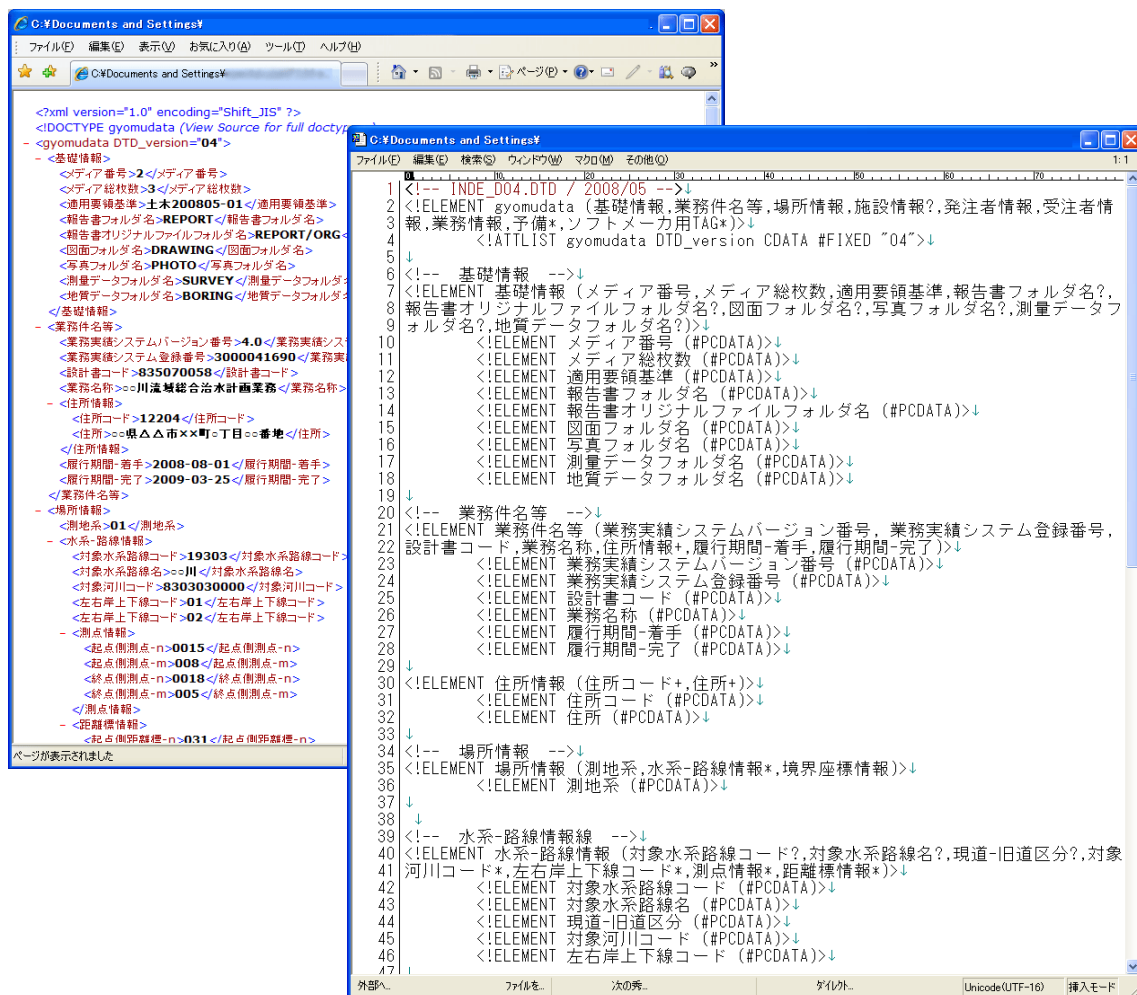 C:¥Documents and Settings¥
ファイル(F) 編集(E) 表示(V) お気に入り(A) ツール(T) ヘルプ(H)
C:¥Documents and Settings¥
ページ(P)
<?xml version="1.0" encoding="Shift_JIS" ?>
<!DOCTYPE gyomudata (View Source for full doctyp
- <gyomudata DTD_version="04">
- <基礎情報>
<メディア番号>2</メディア番号>
<メディア総枚数>3</メディア総枚数>
<適用要領基準>土木200805-01</適用要領基準>
<報告書フォルダ名>REPORT</報告書フォルダ名>
<報告書オリジナルファイルフォルダ名>REPORT/ORG<
<図面フォルダ名>DRAWING</図面フォルダ名>
<写真フォルダ名>PHOTO</写真フォルダ名>
<測量データフォルダ名>SURVEY</測量データフォルダ
<地質データフォルダ名>BORING</地質データフォルダ
</基礎情報>
- <業務件名等>
<業務実績システムバージョン番号>4.0</業務実績シス
<業務実績システム登録番号>3000041690</業務実
<設計書コード>835070058</設計書コード>
<業務名称>○○川流域総合治水計画業務</業務名称>
- <住所情報>
<住所コード>12204</住所コード>
<住所>○○県△△市××町○丁目○○番地</住所>
</住所情報>
<履行期間-着手>2008-08-01</履行期間-着手>
<履行期間-完了>2009-03-25</履行期間-完了>
</業務件名等>
- <場所情報>
<測地系>01</測地系>
- <水系-路線情報>
<対象水系路線コード>19303</対象水系路線コード>
<対象水系路線名>○○川</対象水系路線名>
<対象河川コード>8303030000</対象河川コード>
<左右岸上下線コード>01</左右岸上下線コード>
<左右岸上下線コード>02</左右岸上下線コード>
- <測点情報>
<起点側測点-n>0015</起点側測点-n>
<起点側測点-m>008</起点側測点-m>
<終点側測点-n>0018</終点側測点-n>
<終点側測点-m>005</終点側測点-m>
</測点情報>
- <距離標情報>
<起点側距離標-n>031</起点側距離標-n>
ページが表示されました
C:¥Documents and Settings¥
ファイル(F) 編集(E) 検索(S) ウィンドウ(W) マクロ(M) その他(O) 1: 1
0 10 20 30 40 50 60 70
1 <!-- INDE_D04.DTD / 2008/05 -->↓
2 <!ELEMENT gyomudata (基礎情報,業務件名等,場所情報,施設情報?,発注者情報,受注者情
3 報,業務情報,予備*,ソフトメーカ用TAG*)>↓
4 <!ATTLIST gyomudata DTD_version CDATA #FIXED "04">↓
5 ↓
6 <!-- 基礎情報 -->↓
7 <!ELEMENT 基礎情報 (メディア番号,メディア総枚数,適用要領基準,報告書フォルダ名?,
8 報告書オリジナルファイルフォルダ名?,図面フォルダ名?,写真フォルダ名?,測量データフ
9 ォルダ名?,地質データフォルダ名?)>↓
10 <!ELEMENT メディア番号 (#PCDATA)>↓
11 <!ELEMENT メディア総枚数 (#PCDATA)>↓
12 <!ELEMENT 適用要領基準 (#PCDATA)>↓
13 <!ELEMENT 報告書フォルダ名 (#PCDATA)>↓
14 <!ELEMENT 報告書オリジナルファイルフォルダ名 (#PCDATA)>↓
15 <!ELEMENT 図面フォルダ名 (#PCDATA)>↓
16 <!ELEMENT 写真フォルダ名 (#PCDATA)>↓
17 <!ELEMENT 測量データフォルダ名 (#PCDATA)>↓
18 <!ELEMENT 地質データフォルダ名 (#PCDATA)>↓
19 ↓
20 <!-- 業務件名等 -->↓
21 <!ELEMENT 業務件名等 (業務実績システムバージョン番号, 業務実績システム登録番号,
22 設計書コード,業務名称,住所情報+,履行期間-着手,履行期間-完了)>↓
23 <!ELEMENT 業務実績システムバージョン番号 (#PCDATA)>↓
24 <!ELEMENT 業務実績システム登録番号 (#PCDATA)>↓
25 <!ELEMENT 設計書コード (#PCDATA)>↓
26 <!ELEMENT 業務名称 (#PCDATA)>↓
27 <!ELEMENT 履行期間-着手 (#PCDATA)>↓
28 <!ELEMENT 履行期間-完了 (#PCDATA)>↓
29 ↓
30 <!ELEMENT 住所情報 (住所コード+,住所+)>↓
31 <!ELEMENT 住所コード (#PCDATA)>↓
32 <!ELEMENT 住所 (#PCDATA)>↓
33 ↓
34 <!-- 場所情報 -->↓
35 <!ELEMENT 場所情報 (測地系,水系-路線情報*,境界座標情報)>↓
36 <!ELEMENT 測地系 (#PCDATA)>↓
37 ↓
38 ↓
39 <!-- 水系-路線情報線 -->↓
40 <!ELEMENT 水系-路線情報 (対象水系路線コード?,対象水系路線名?,現道-旧道区分?,対象
41 河川コード*,左右岸上下線コード*,測点情報*,距離標情報*)>↓
42 <!ELEMENT 対象水系路線コード (#PCDATA)>↓
43 <!ELEMENT 対象水系路線名 (#PCDATA)>↓
44 <!ELEMENT 現道-旧道区分 (#PCDATA)>↓
45 <!ELEMENT 対象河川コード (#PCDATA)>↓
46 <!ELEMENT 左右岸上下線コード (#PCDATA)>↓
47 ↓
外部へ... ファイルを... 次の秀... ダイレクト... Unicode(UTF-16) 挿入モード